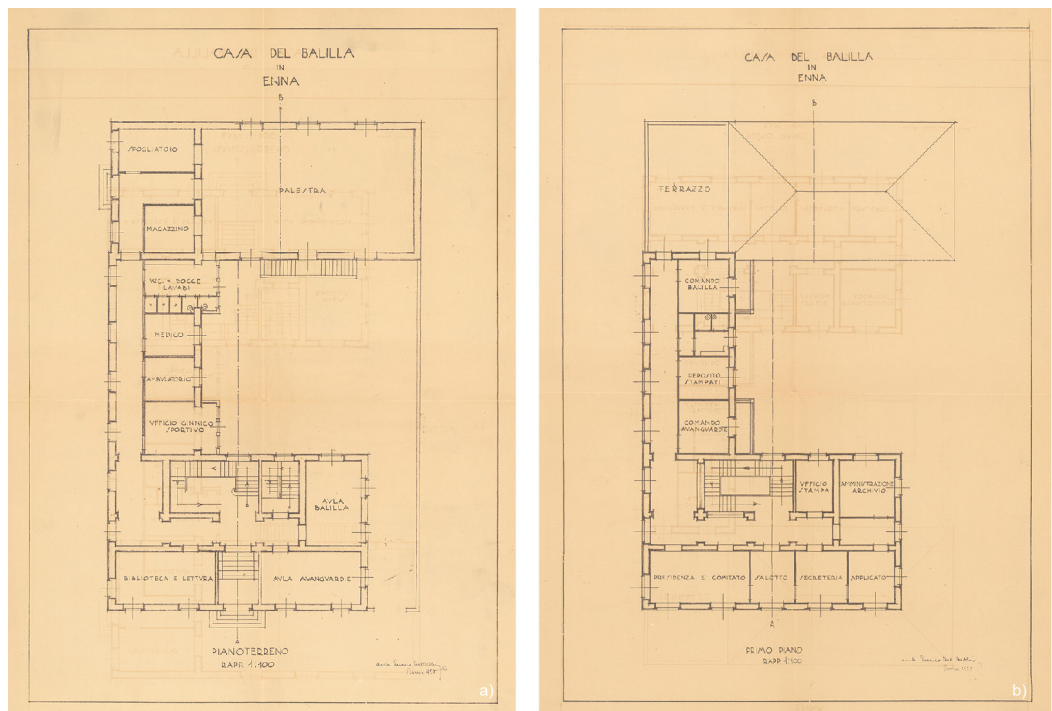 CASA DEL BALILLA
IN
ENNA
B
SPOGLIATOIO
PALESTRA
MAGAZZINO
W.C. DOCCE
LAVABI
MEDICO
AMBULATORIO
UFFICIO GINNICO
SPORTIVO
AULA
BALILLA
BIBLIOTECA E LETTURA
AULA AVANGUARDIE
A
PIANOTERRENO
RAPP. 1:100
a)
CASA DEL BALILLA
IN
ENNA
B
TERRAZZO
COMANDO
BALILLA
DEPOSITO
STAMPATI
COMANDO
AVANGUARDIE
UFFICIO
STAMPA
AMMINISTRAZIONE
ARCHIVIO
PRESIDENZA E COMITATO
SALOTTO
SEGRETERIA
APPLICATO
A
PRIMO PIANO
RAPP. 1:100
b)